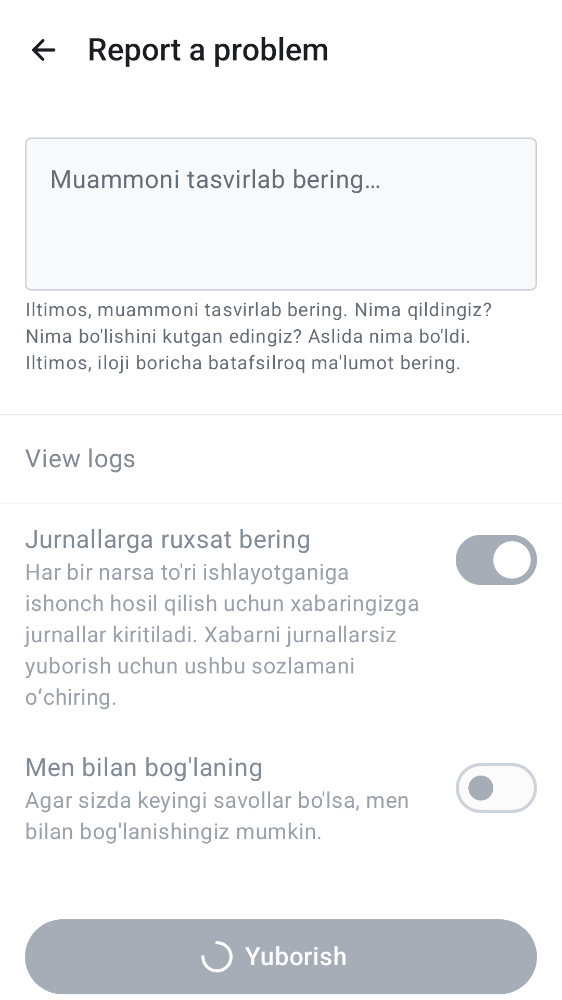 Report a problem
Muammoni tasvirlab bering…
Iltimos, muammoni tasvirlab bering. Nima qildingiz?
Nima bo'lishini kutgan edingiz? Aslida nima bo'ldi.
Iltimos, iloji boricha batafsilroq ma'lumot bering.
View logs
Jurnallarga ruxsat bering
Har bir narsa to'ri ishlayotganiga
ishonch hosil qilish uchun xabaringizga
jurnallar kiritiladi. Xabarni jurnallarsiz
yuborish uchun ushbu sozlamani
oʻchiring.
Men bilan bog'laning
Agar sizda keyingi savollar bo'lsa, men
bilan bog'lanishingiz mumkin.
Yuborish